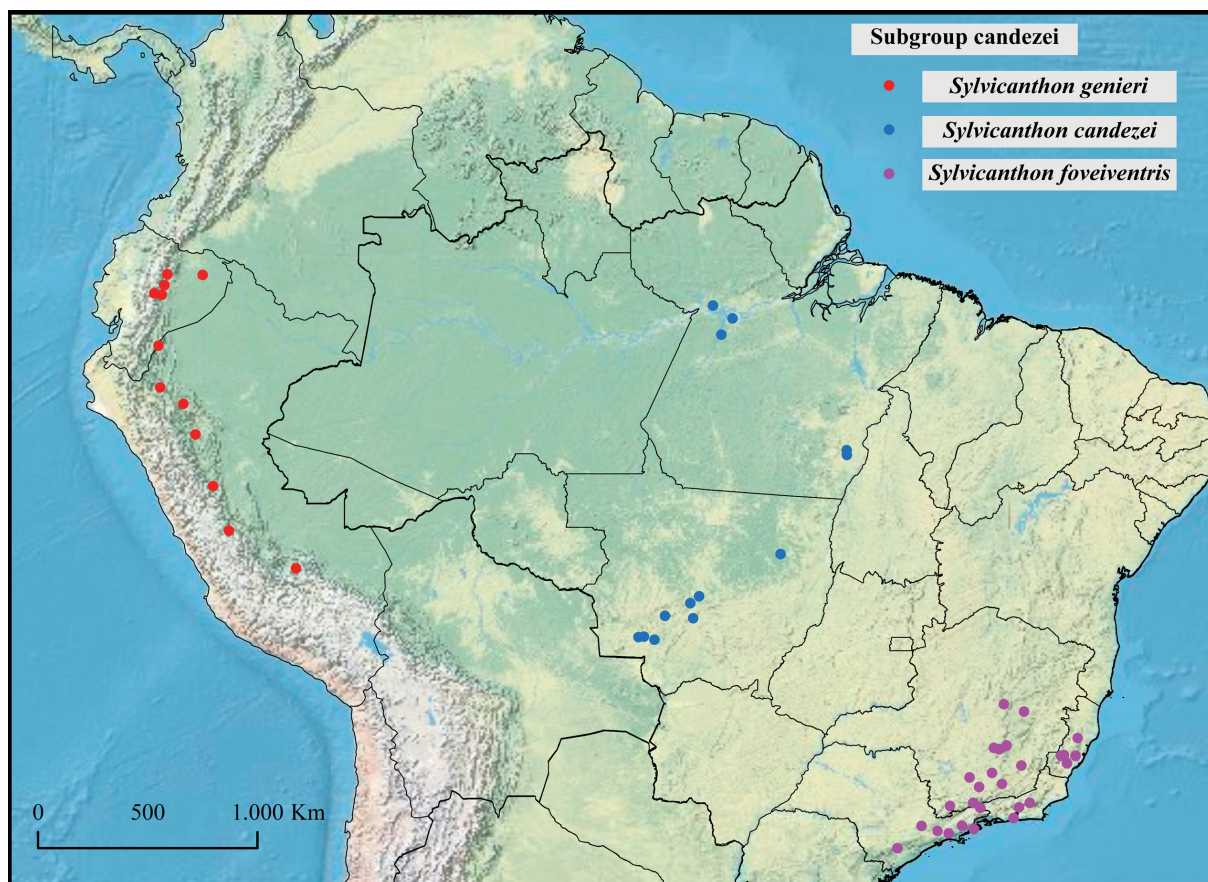 Subgroup candezei
Sylvicanthon genieri
Sylvicanthon candezei
Sylvicanthon foveiventris
0 500 1.000 Km